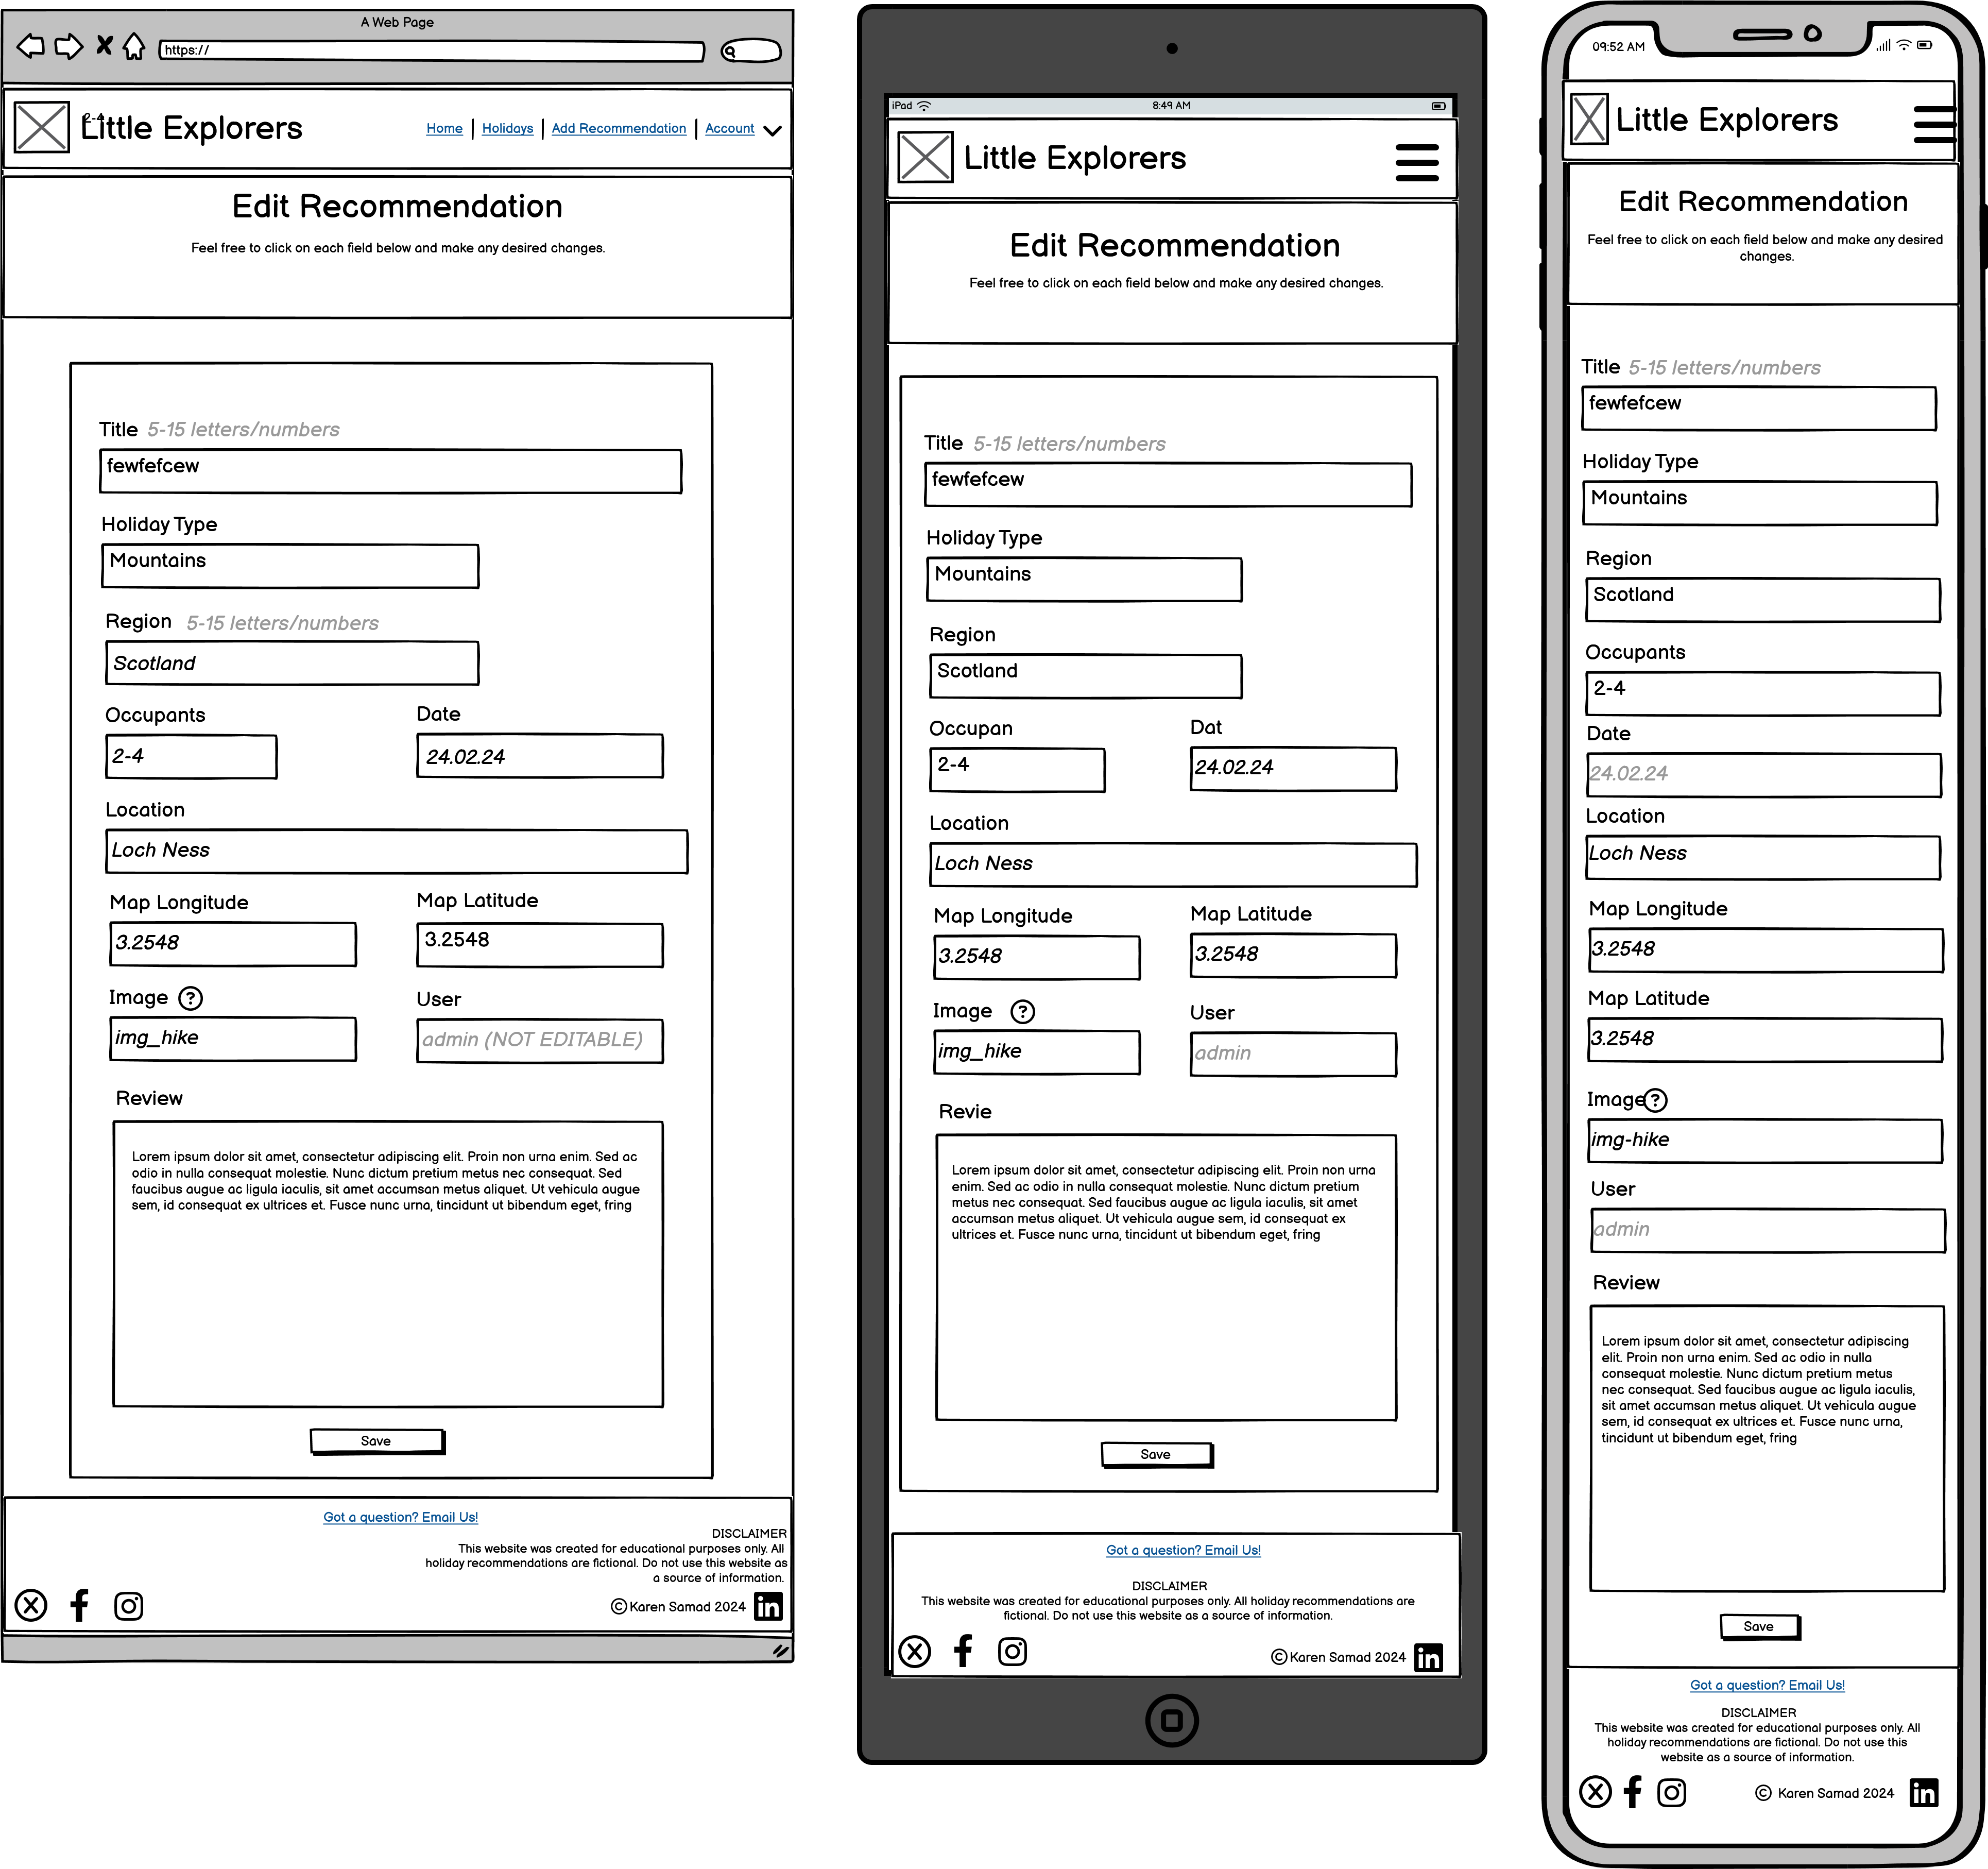 A Web Page
https://
2-4
Little Explorers
Home | Holidays | Add Recommendation | Account
Edit Recommendation
Feel free to click on each field below and make any desired changes.
Title 5-15 letters/numbers
fewfefcew
Holiday Type
Mountains
Region 5-15 letters/numbers
Scotland
Occupants Date
2-4 24.02.24
Location
Loch Ness
Map Longitude Map Latitude
3.2548 3.2548
Image ? User
img_hike admin (NOT EDITABLE)
Review
Lorem ipsum dolor sit amet, consectetur adipiscing elit. Proin non urna enim. Sed ac
odio in nulla consequat molestie. Nunc dictum pretium metus nec consequat. Sed
faucibus augue ac ligula iaculis, sit amet accumsan metus aliquet. Ut vehicula augue
sem, id consequat ex ultrices et. Fusce nunc urna, tincidunt ut bibendum eget, fring
Save
Got a question? Email Us!
DISCLAIMER
This website was created for educational purposes only. All
holiday recommendations are fictional. Do not use this website as
a source of information.
© Karen Samad 2024 in
iPad 8:49 AM
Little Explorers
Edit Recommendation
Feel free to click on each field below and make any desired changes.
Title 5-15 letters/numbers
fewfefcew
Holiday Type
Mountains
Region
Scotland
Occupan Dat
2-4 24.02.24
Location
Loch Ness
Map Longitude Map Latitude
3.2548 3.2548
Image ? User
img_hike admin
Revie
Lorem ipsum dolor sit amet, consectetur adipiscing elit. Proin non urna
enim. Sed ac odio in nulla consequat molestie. Nunc dictum pretium
metus nec consequat. Sed faucibus augue ac ligula iaculis, sit amet
accumsan metus aliquet. Ut vehicula augue sem, id consequat ex
ultrices et. Fusce nunc urna, tincidunt ut bibendum eget, fring
Save
Got a question? Email Us!
DISCLAIMER
This website was created for educational purposes only. All holiday recommendations are
fictional. Do not use this website as a source of information.
© Karen Samad 2024 in
09:52 AM
Little Explorers
Edit Recommendation
Feel free to click on each field below and make any desired
changes.
Title 5-15 letters/numbers
fewfefcew
Holiday Type
Mountains
Region
Scotland
Occupants
2-4
Date
24.02.24
Location
Loch Ness
Map Longitude
3.2548
Map Latitude
3.2548
Image ?
img-hike
User
admin
Review
Lorem ipsum dolor sit amet, consectetur adipiscing
elit. Proin non urna enim. Sed ac odio in nulla
consequat molestie. Nunc dictum pretium metus
nec consequat. Sed faucibus augue ac ligula iaculis,
sit amet accumsan metus aliquet. Ut vehicula augue
sem, id consequat ex ultrices et. Fusce nunc urna,
tincidunt ut bibendum eget, fring
Save
Got a question? Email Us!
DISCLAIMER
This website was created for educational purposes only. All
holiday recommendations are fictional. Do not use this
website as a source of information.
© Karen Samad 2024 in